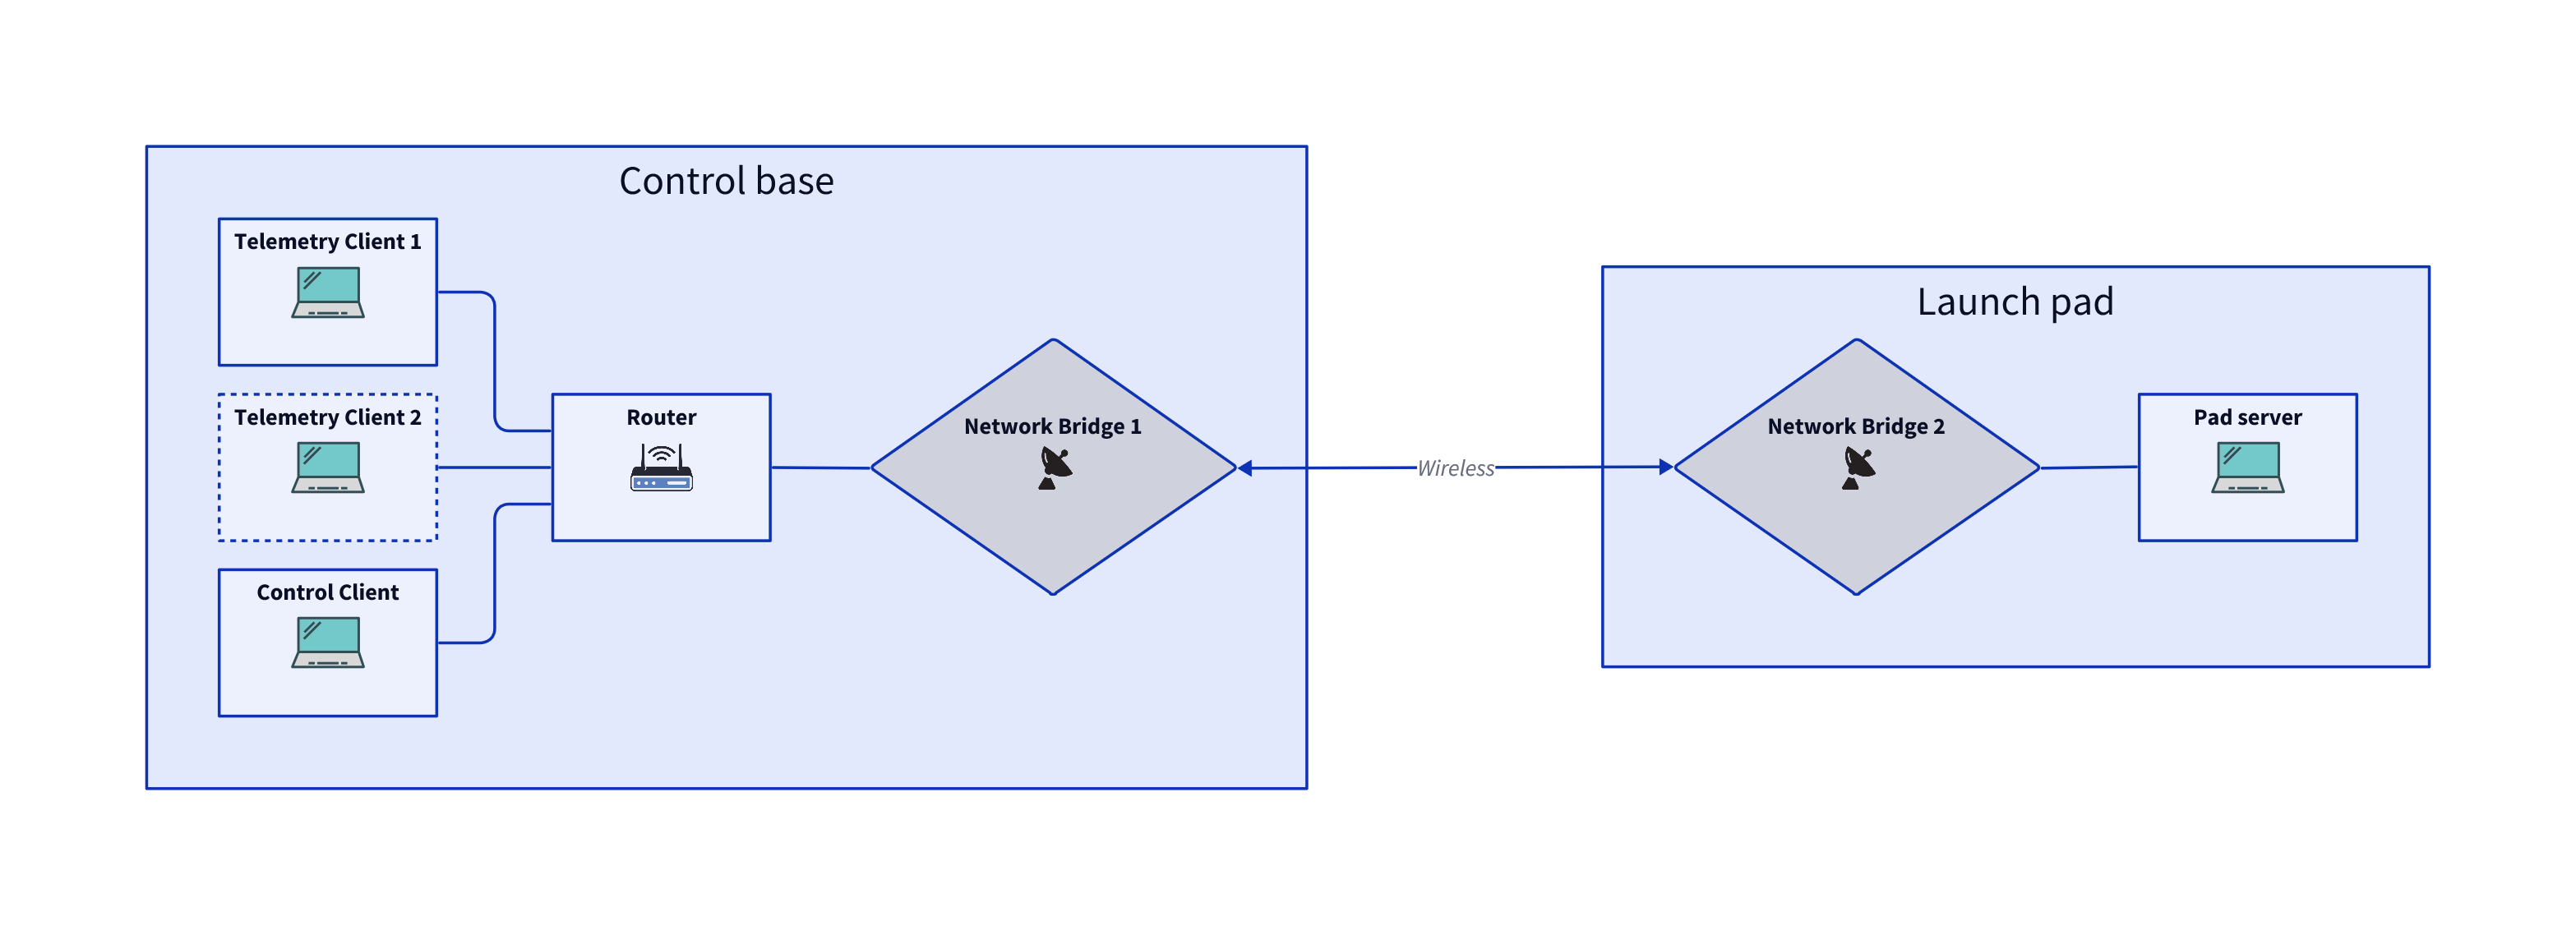 Control base
Telemetry Client 1
Telemetry Client 2
Control Client
Router
Network Bridge 1
Wireless
Launch pad
Network Bridge 2
Pad server